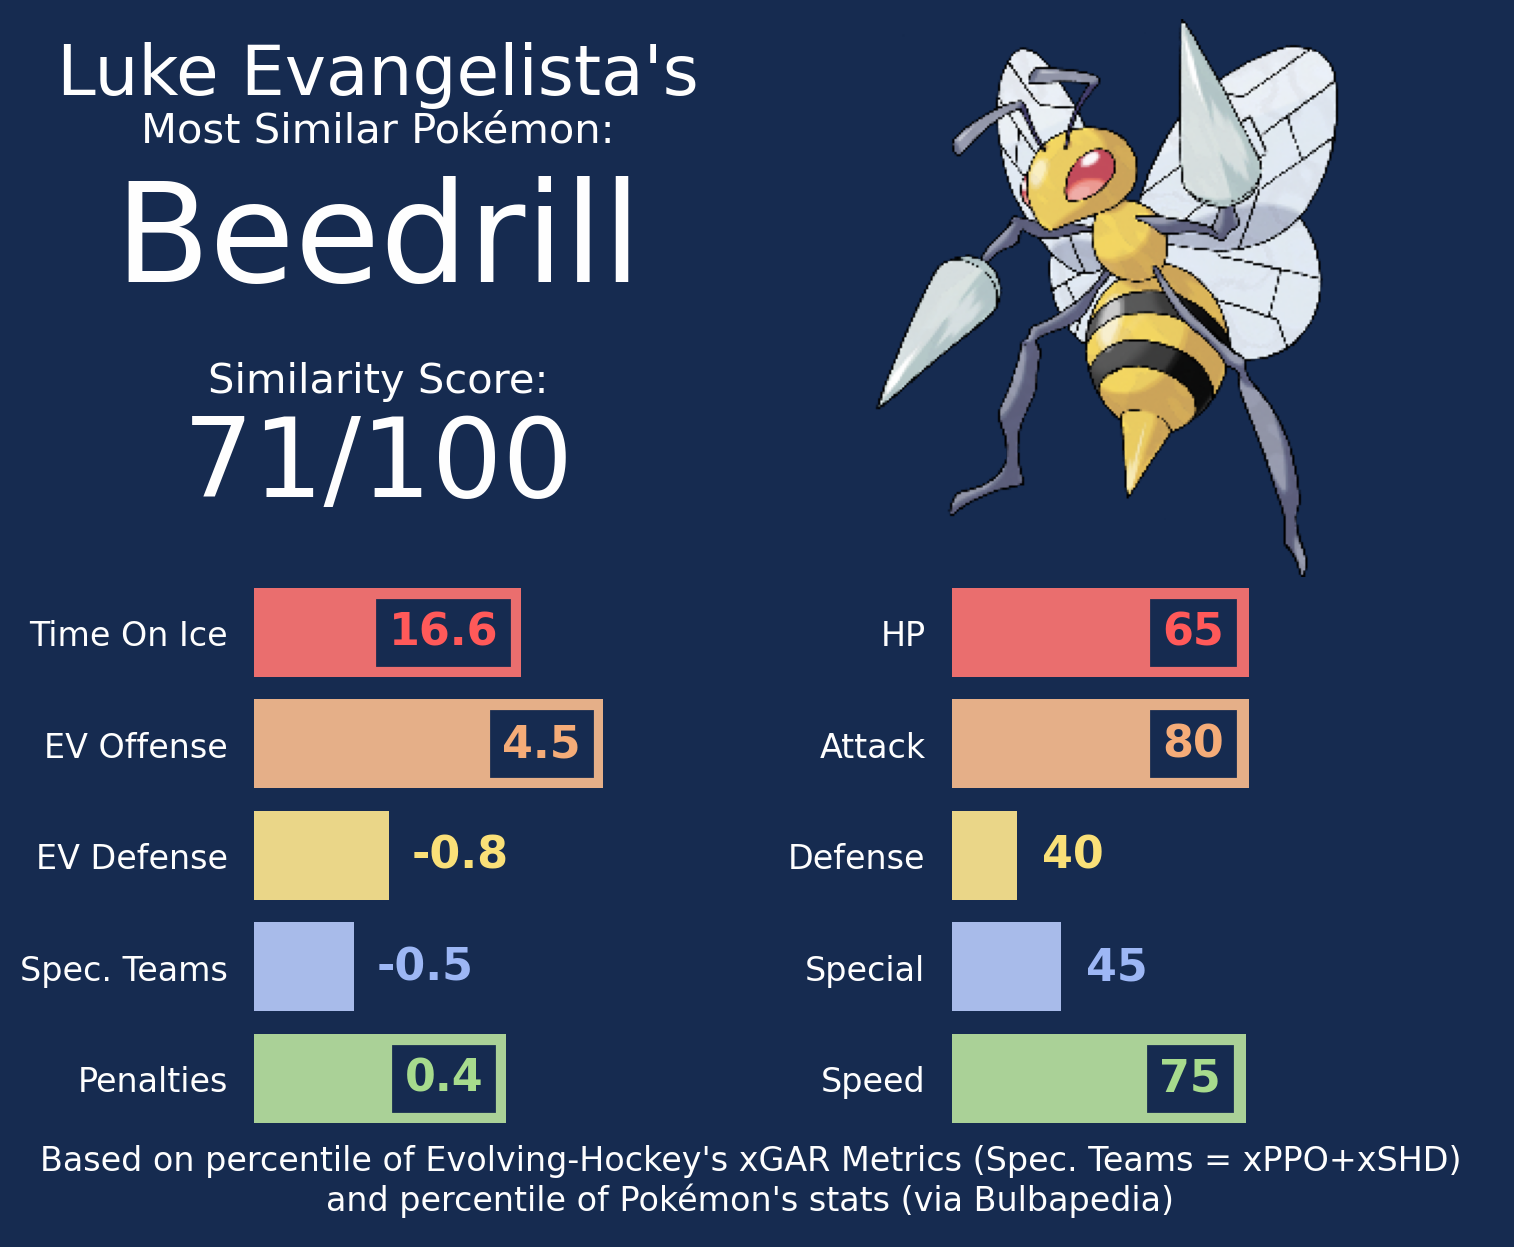 Luke Evangelista's
Most Similar Pokémon:
Beedrill
Similarity Score:
71/100
Time On Ice 16.6
EV Offense 4.5
EV Defense -0.8
Spec. Teams -0.5
Penalties 0.4
HP 65
Attack 80
Defense 40
Special 45
Speed 75
Based on percentile of Evolving-Hockey's xGAR Metrics (Spec. Teams = xPPO+xSHD)
and percentile of Pokémon's stats (via Bulbapedia)